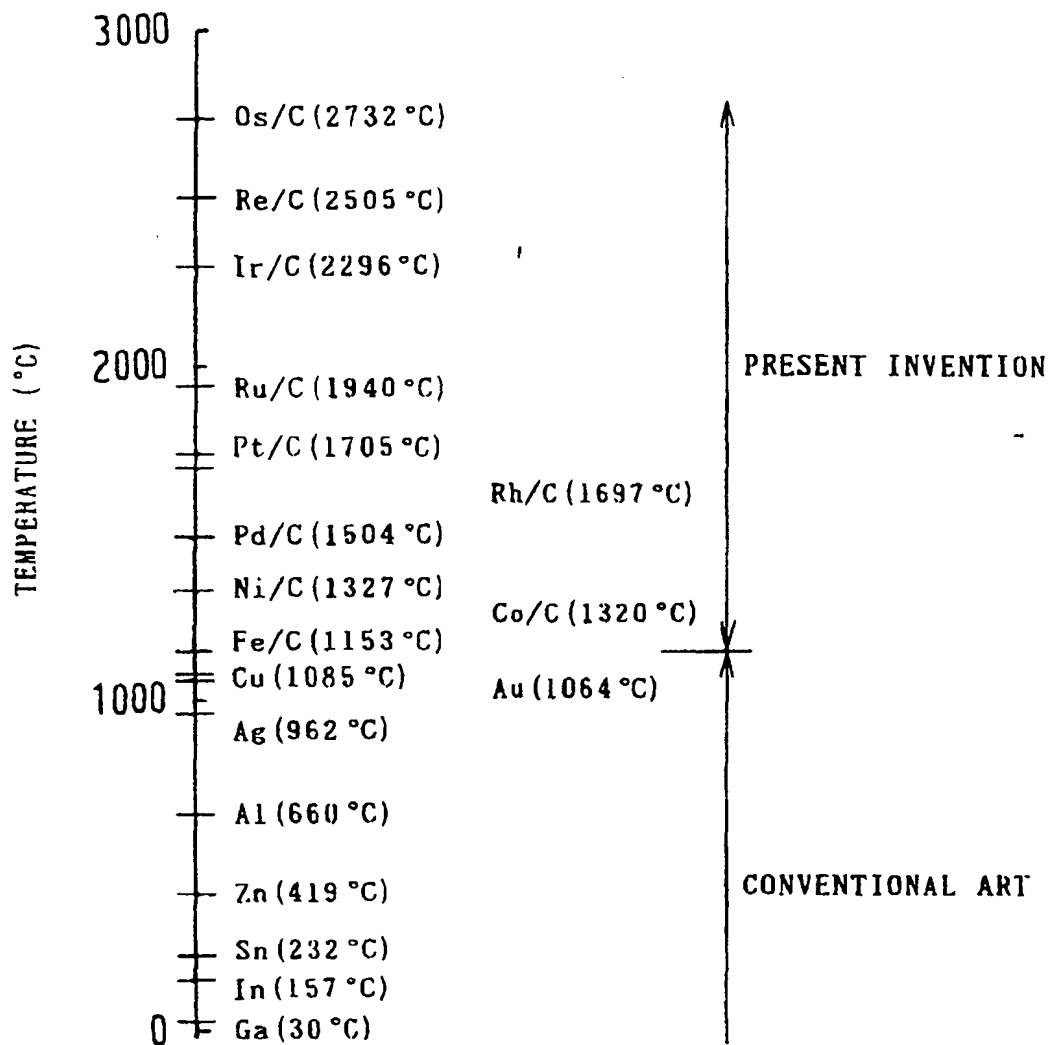 3000
Os/C (2732 °C)
Re/C (2505 °C)
Ir/C (2296 °C)
TEMPERATURE (°C)
2000
PRESENT INVENTION
Ru/C (1940 °C)
Pt/C (1705 °C)
Rh/C (1697 °C)
Pd/C (1504 °C)
Ni/C (1327 °C)
Co/C (1320 °C)
Fe/C (1153 °C)
Cu (1085 °C)
Au (1064 °C)
1000
Ag (962 °C)
Al (660 °C)
Zn (419 °C)
CONVENTIONAL ART
Sn (232 °C)
In (157 °C)
0
Ga (30 °C)